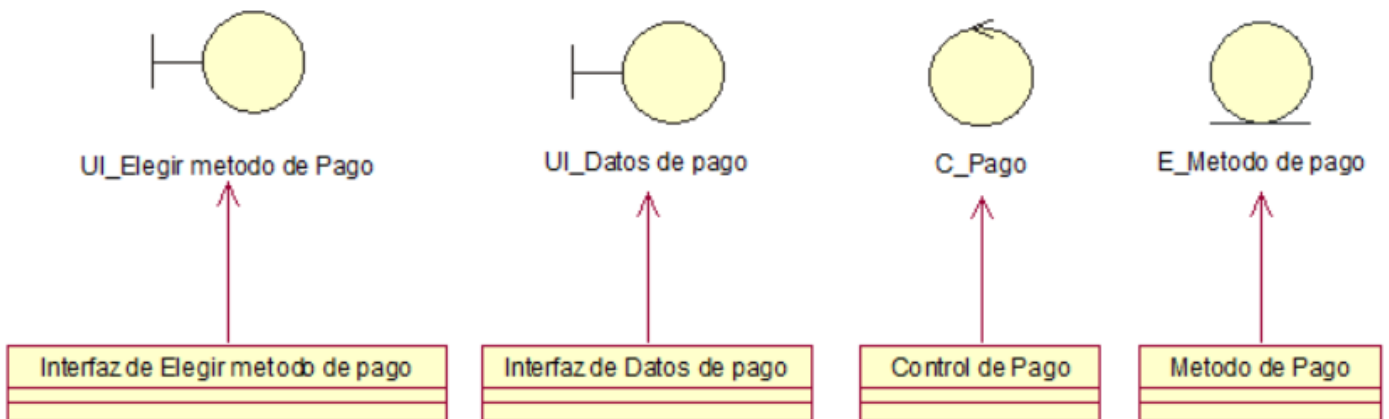 UI_Elegir metodo de Pago
UI_Datos de pago
C_Pago
E_Metodo de pago
Interfaz de Elegir metodo de pago
Interfaz de Datos de pago
Control de Pago
Metodo de Pago